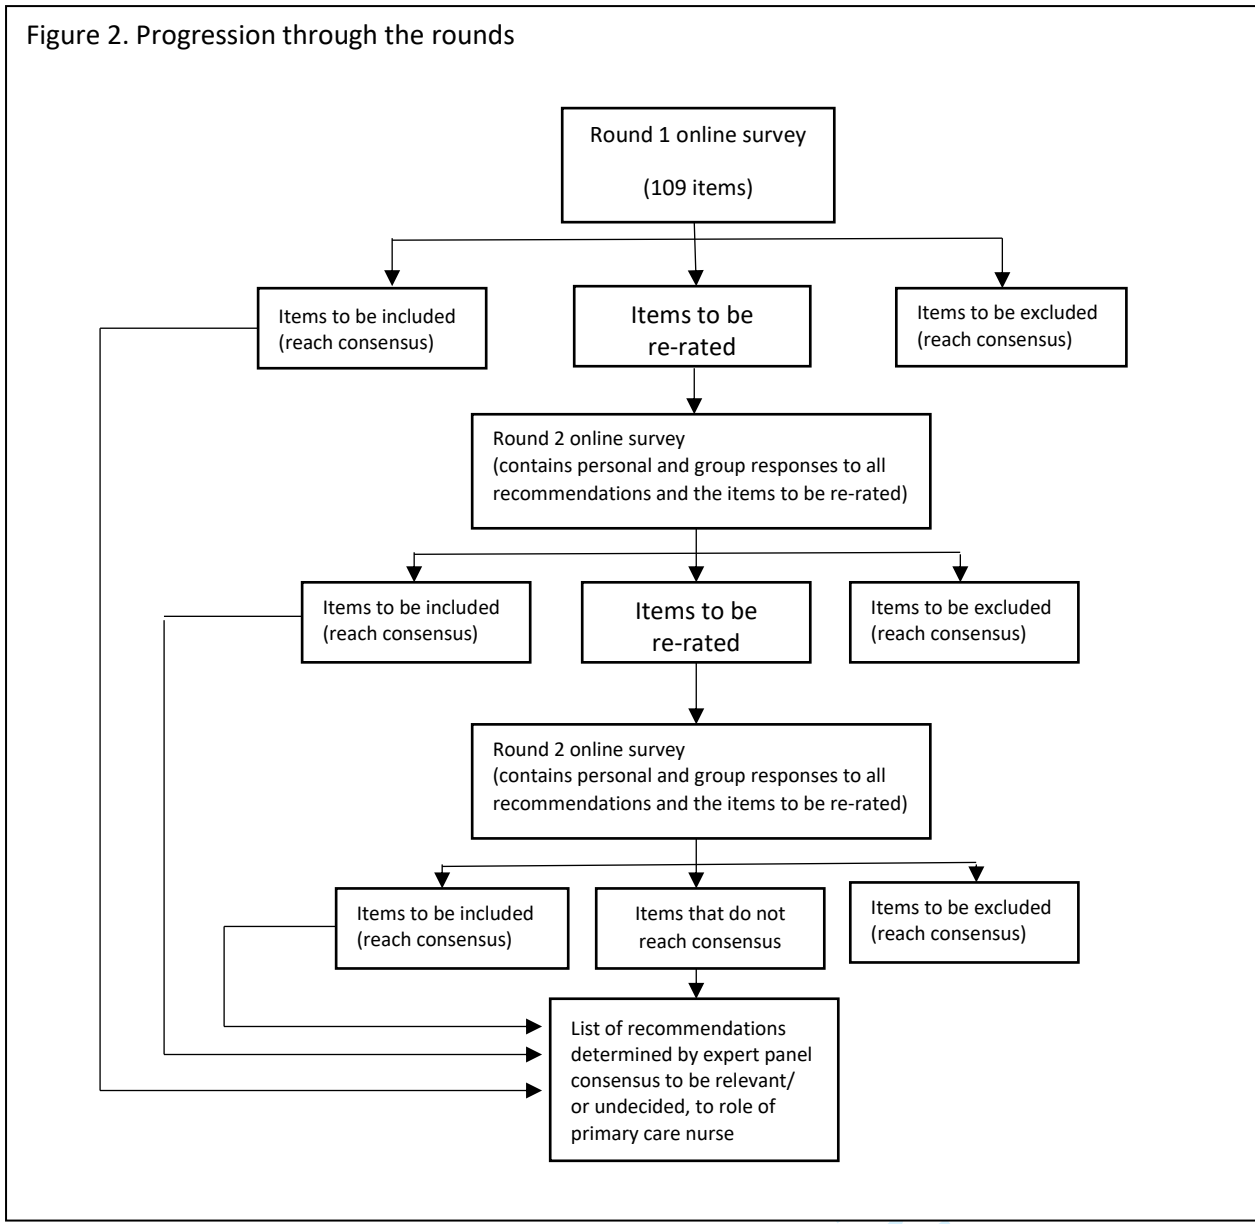 Figure 2. Progression through the rounds
Round 1 online survey
(109 items)
Items to be included
(reach consensus)
Items to be
re-rated
Items to be excluded
(reach consensus)
Round 2 online survey
(contains personal and group responses to all
recommendations and the items to be re-rated)
Items to be included
(reach consensus)
Items to be
re-rated
Items to be excluded
(reach consensus)
Round 2 online survey
(contains personal and group responses to all
recommendations and the items to be re-rated)
Items to be included
(reach consensus)
Items that do not
reach consensus
Items to be excluded
(reach consensus)
List of recommendations
determined by expert panel
consensus to be relevant/
or undecided, to role of
primary care nurse